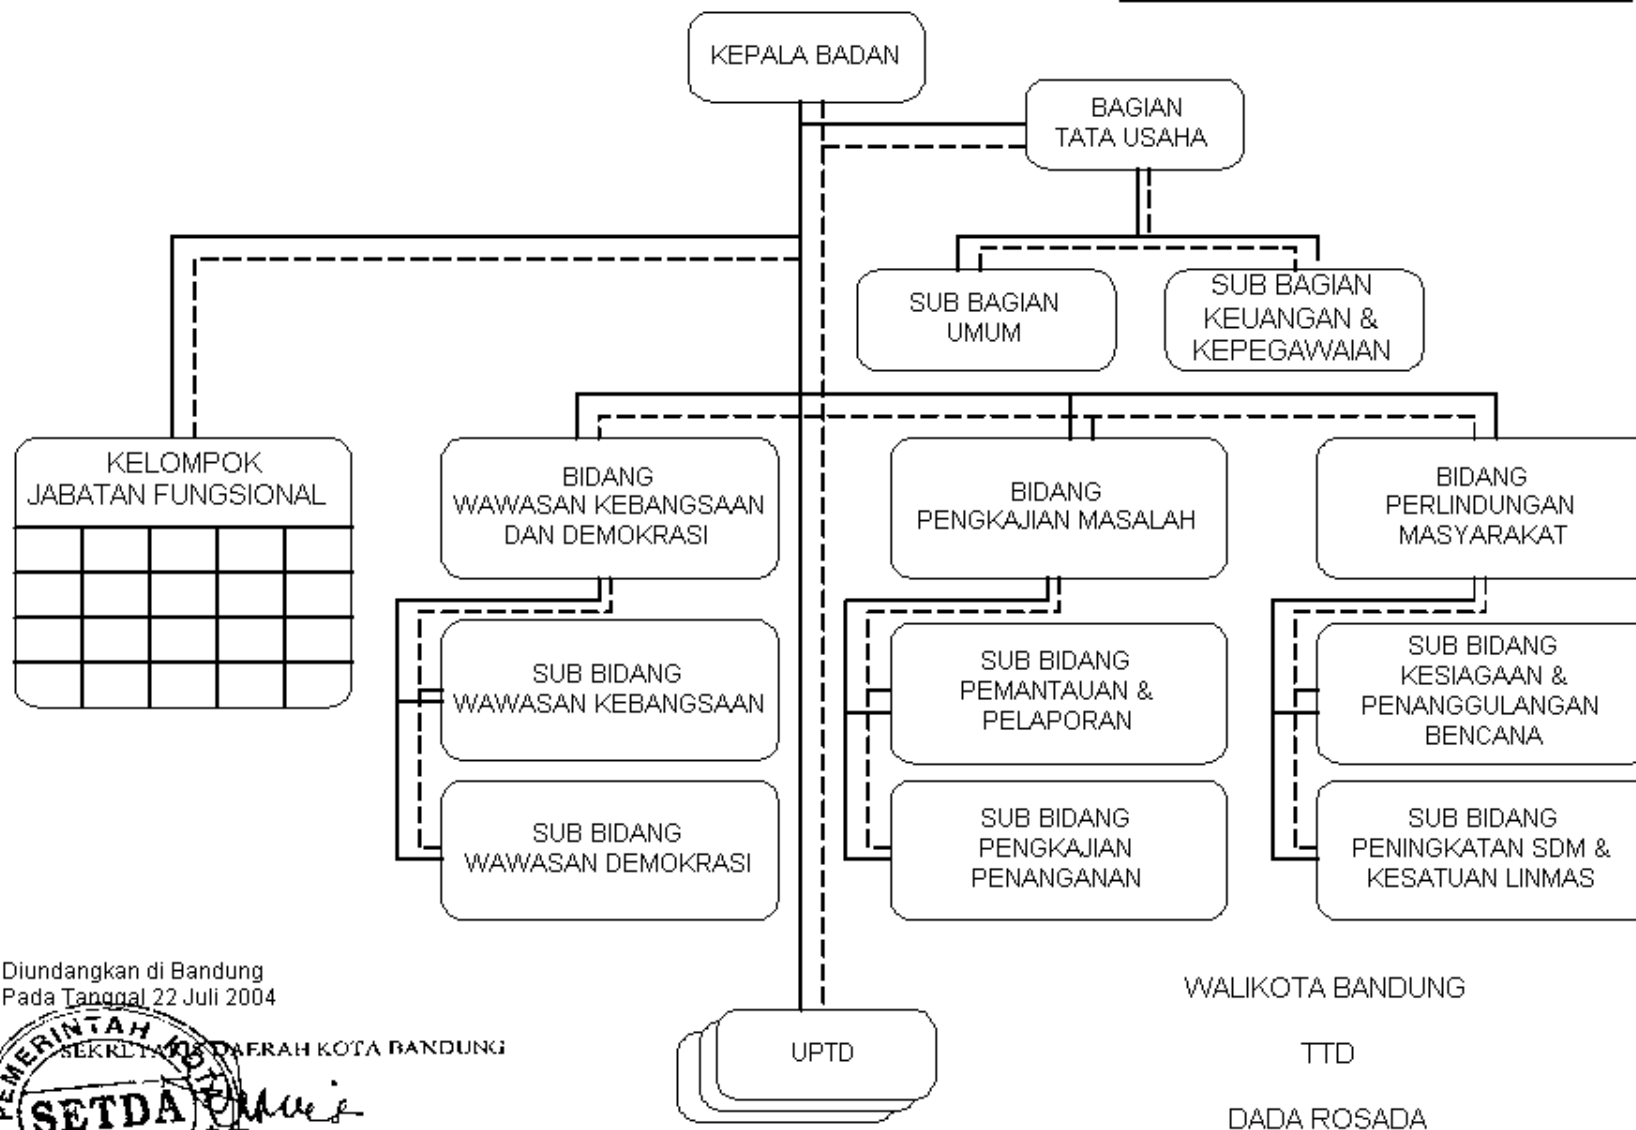 KEPALA BADAN
BAGIAN
TATA USAHA
SUB BAGIAN
UMUM
SUB BAGIAN
KEUANGAN &
KEPEGAWAIAN
KELOMPOK
JABATAN FUNGSIONAL
BIDANG
WAWASAN KEBANGSAAN
DAN DEMOKRASI
BIDANG
PENGKAJIAN MASALAH
BIDANG
PERLINDUNGAN
MASYARAKAT
SUB BIDANG
WAWASAN KEBANGSAAN
SUB BIDANG
PEMANTAUAN &
PELAPORAN
SUB BIDANG
KESIAGAAN &
PENANGGULANGAN
BENCANA
SUB BIDANG
WAWASAN DEMOKRASI
SUB BIDANG
PENGKAJIAN
PENANGANAN
SUB BIDANG
PENINGKATAN SDM &
KESATUAN LINMAS
Diundangkan di Bandung
Pada Tanggal 22 Juli 2004
SEKRETARIS DAERAH KOTA BANDUNG
PEMERINTAH KOTA
SETDA
UPTD
WALIKOTA BANDUNG
TTD
DADA ROSADA